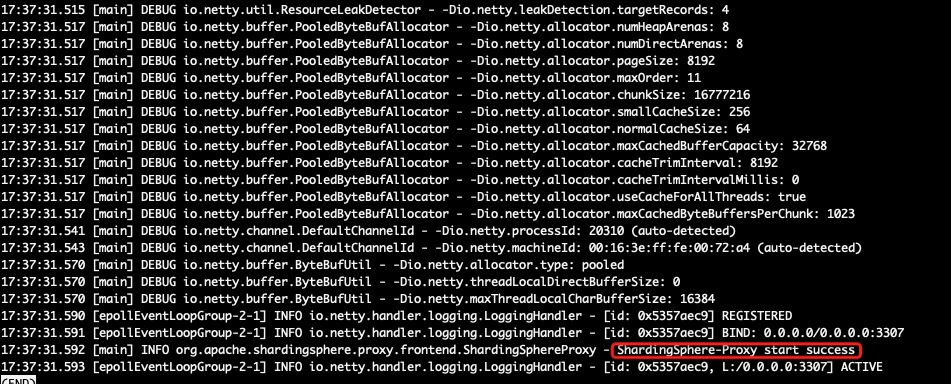 17:37:31.515 [main] DEBUG io.netty.util.ResourceLeakDetector - -Dio.netty.leakDetection.targetRecords: 4
17:37:31.517 [main] DEBUG io.netty.buffer.PooledByteBufAllocator - -Dio.netty.allocator.numHeapArenas: 8
17:37:31.517 [main] DEBUG io.netty.buffer.PooledByteBufAllocator - -Dio.netty.allocator.numDirectArenas: 8
17:37:31.517 [main] DEBUG io.netty.buffer.PooledByteBufAllocator - -Dio.netty.allocator.pageSize: 8192
17:37:31.517 [main] DEBUG io.netty.buffer.PooledByteBufAllocator - -Dio.netty.allocator.maxOrder: 11
17:37:31.517 [main] DEBUG io.netty.buffer.PooledByteBufAllocator - -Dio.netty.allocator.chunkSize: 16777216
17:37:31.517 [main] DEBUG io.netty.buffer.PooledByteBufAllocator - -Dio.netty.allocator.smallCacheSize: 256
17:37:31.517 [main] DEBUG io.netty.buffer.PooledByteBufAllocator - -Dio.netty.allocator.normalCacheSize: 64
17:37:31.517 [main] DEBUG io.netty.buffer.PooledByteBufAllocator - -Dio.netty.allocator.maxCachedBufferCapacity: 32768
17:37:31.517 [main] DEBUG io.netty.buffer.PooledByteBufAllocator - -Dio.netty.allocator.cacheTrimInterval: 8192
17:37:31.517 [main] DEBUG io.netty.buffer.PooledByteBufAllocator - -Dio.netty.allocator.cacheTrimIntervalMillis: 0
17:37:31.517 [main] DEBUG io.netty.buffer.PooledByteBufAllocator - -Dio.netty.allocator.useCacheForAllThreads: true
17:37:31.517 [main] DEBUG io.netty.buffer.PooledByteBufAllocator - -Dio.netty.allocator.maxCachedByteBuffersPerChunk: 1023
17:37:31.541 [main] DEBUG io.netty.channel.DefaultChannelId - -Dio.netty.processId: 20310 (auto-detected)
17:37:31.543 [main] DEBUG io.netty.channel.DefaultChannelId - -Dio.netty.machineId: 00:16:3e:ff:fe:00:72:a4 (auto-detected)
17:37:31.570 [main] DEBUG io.netty.buffer.ByteBufUtil - -Dio.netty.allocator.type: pooled
17:37:31.570 [main] DEBUG io.netty.buffer.ByteBufUtil - -Dio.netty.threadLocalDirectBufferSize: 0
17:37:31.570 [main] DEBUG io.netty.buffer.ByteBufUtil - -Dio.netty.maxThreadLocalCharBufferSize: 16384
17:37:31.590 [epollEventLoopGroup-2-1] INFO io.netty.handler.logging.LoggingHandler - [id: 0x5357aec9] REGISTERED
17:37:31.591 [epollEventLoopGroup-2-1] INFO io.netty.handler.logging.LoggingHandler - [id: 0x5357aec9] BIND: 0.0.0.0/0.0.0.0:3307
17:37:31.592 [main] INFO org.apache.shardingsphere.proxy.frontend.ShardingSphereProxy - ShardingSphere-Proxy start success
17:37:31.593 [epollEventLoopGroup-2-1] INFO io.netty.handler.logging.LoggingHandler - [id: 0x5357aec9, L:/0.0.0.0:3307] ACTIVE
(END)